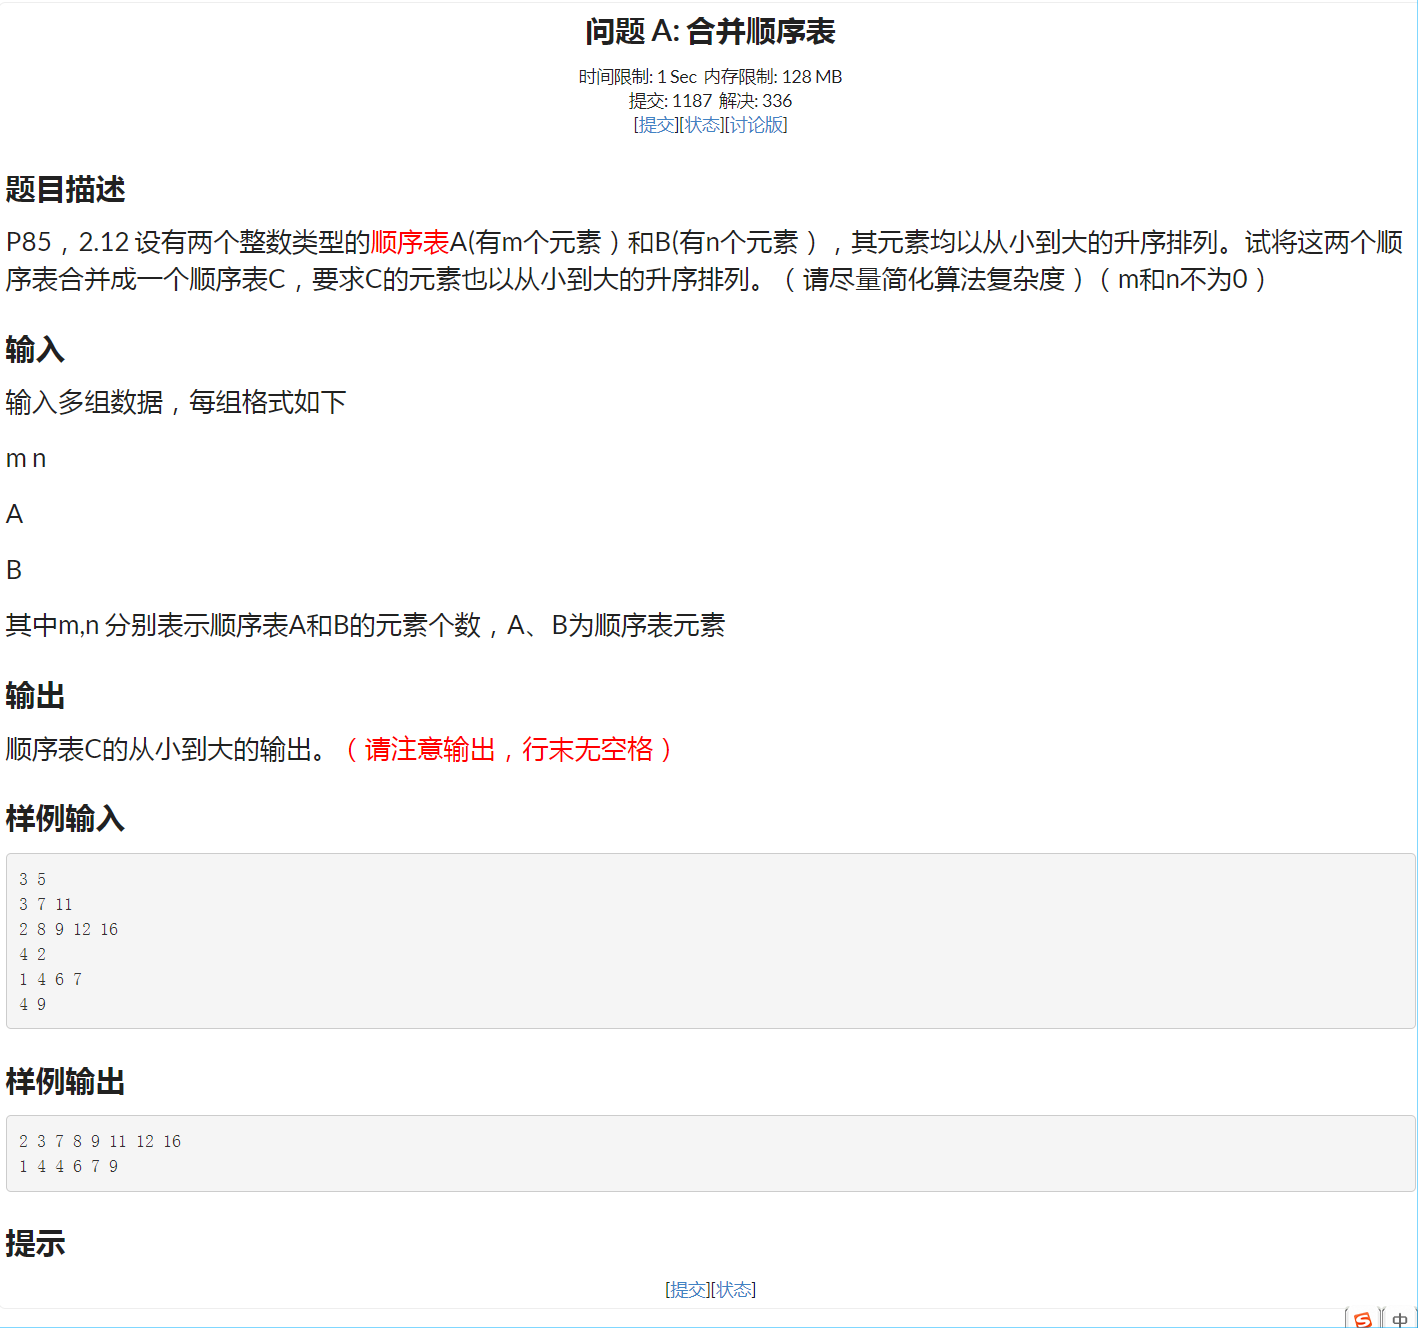 问题 A: 合并顺序表
时间限制: 1 Sec 内存限制: 128 MB
提交: 1187 解决: 336
[提交][状态][讨论版]
题目描述
P85，2.12 设有两个整数类型的顺序表A(有m个元素）和B(有n个元素），其元素均以从小到大的升序排列。试将这两个顺
序表合并成一个顺序表C，要求C的元素也以从小到大的升序排列。（请尽量简化算法复杂度）（m和n不为0）
输入
输入多组数据，每组格式如下
m n
A
B
其中m,n 分别表示顺序表A和B的元素个数，A、B为顺序表元素
输出
顺序表C的从小到大的输出。（请注意输出，行末无空格）
样例输入
3 5
3 7 11
2 8 9 12 16
4 2
1 4 6 7
4 9
样例输出
2 3 7 8 9 11 12 16
1 4 4 6 7 9
提示
[提交][状态]
S 中